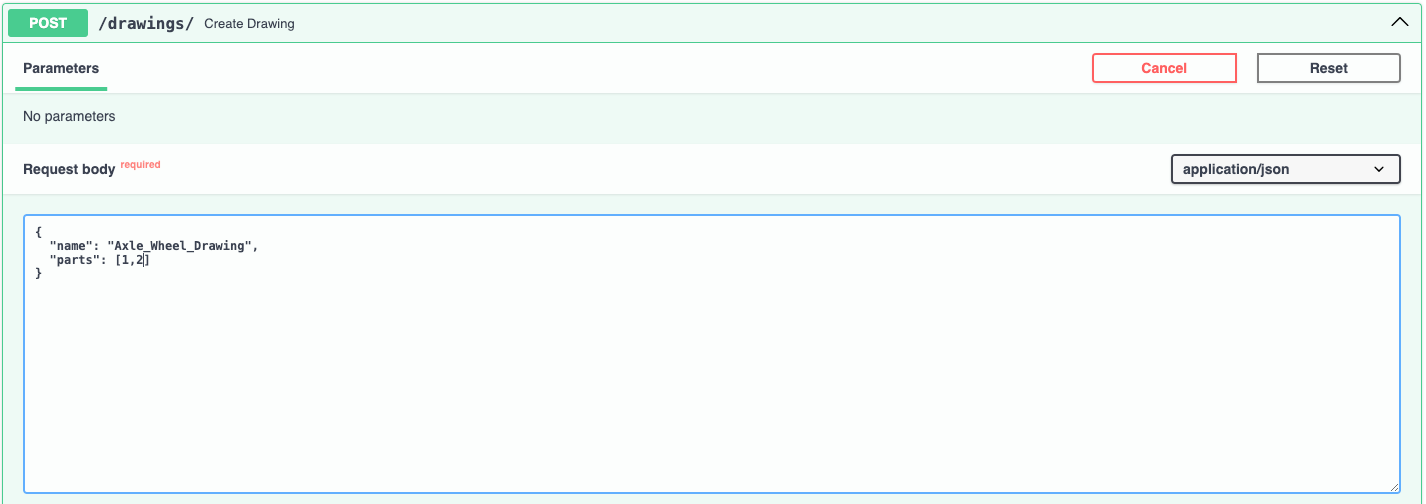 POST /drawings/ Create Drawing
Parameters
Cancel
Reset
No parameters
Request body required
application/json
{
  "name": "Axle_Wheel_Drawing",
  "parts": [1,2]
}